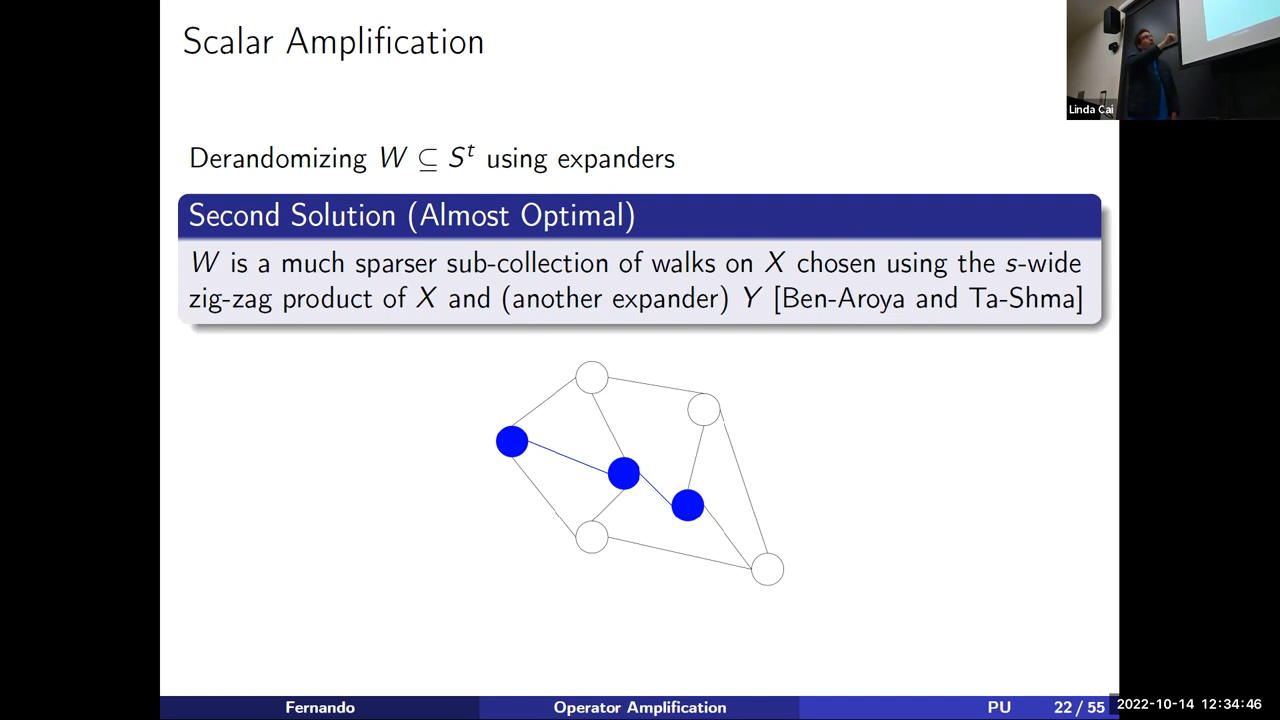 Scalar Amplification
Linda Cai
Derandomizing W ⊆ S^t using expanders
Second Solution (Almost Optimal)
W is a much sparser sub-collection of walks on X chosen using the s-wide
zig-zag product of X and (another expander) Y [Ben-Aroya and Ta-Shma]
Fernando Operator Amplification PU 22 / 55 2022-10-14 12:34:46